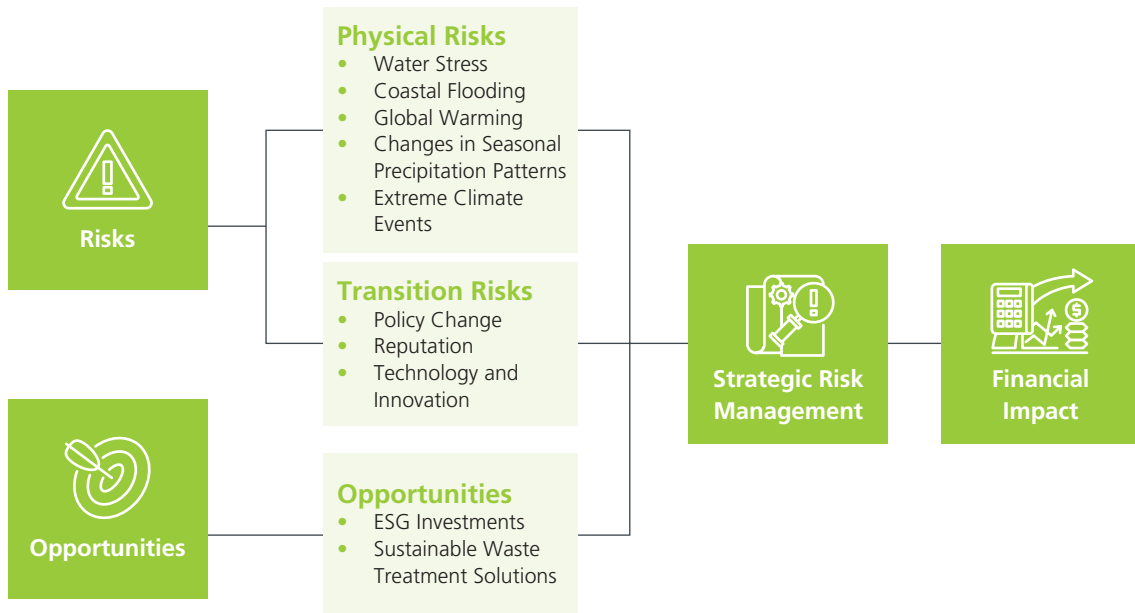 Risks
Physical Risks
• Water Stress
• Coastal Flooding
• Global Warming
• Changes in Seasonal
Precipitation Patterns
• Extreme Climate
Events
Transition Risks
• Policy Change
• Reputation
• Technology and
Innovation
Opportunities
Opportunities
• ESG Investments
• Sustainable Waste
Treatment Solutions
Strategic Risk
Management
$
Financial
Impact